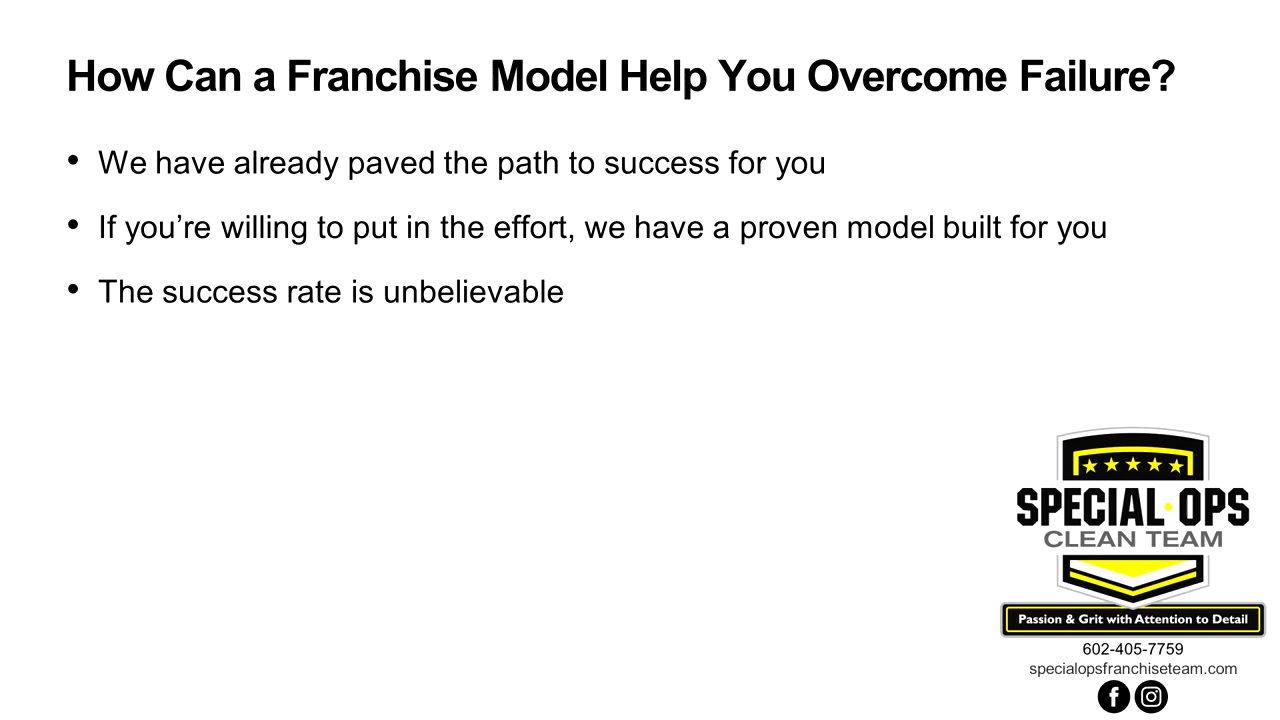 How Can a Franchise Model Help You Overcome Failure?
• We have already paved the path to success for you
• If you’re willing to put in the effort, we have a proven model built for you
• The success rate is unbelievable
SPECIAL·OPS
CLEAN TEAM
Passion & Grit with Attention to Detail
602-405-7759
specialopsfranchiseteam.com